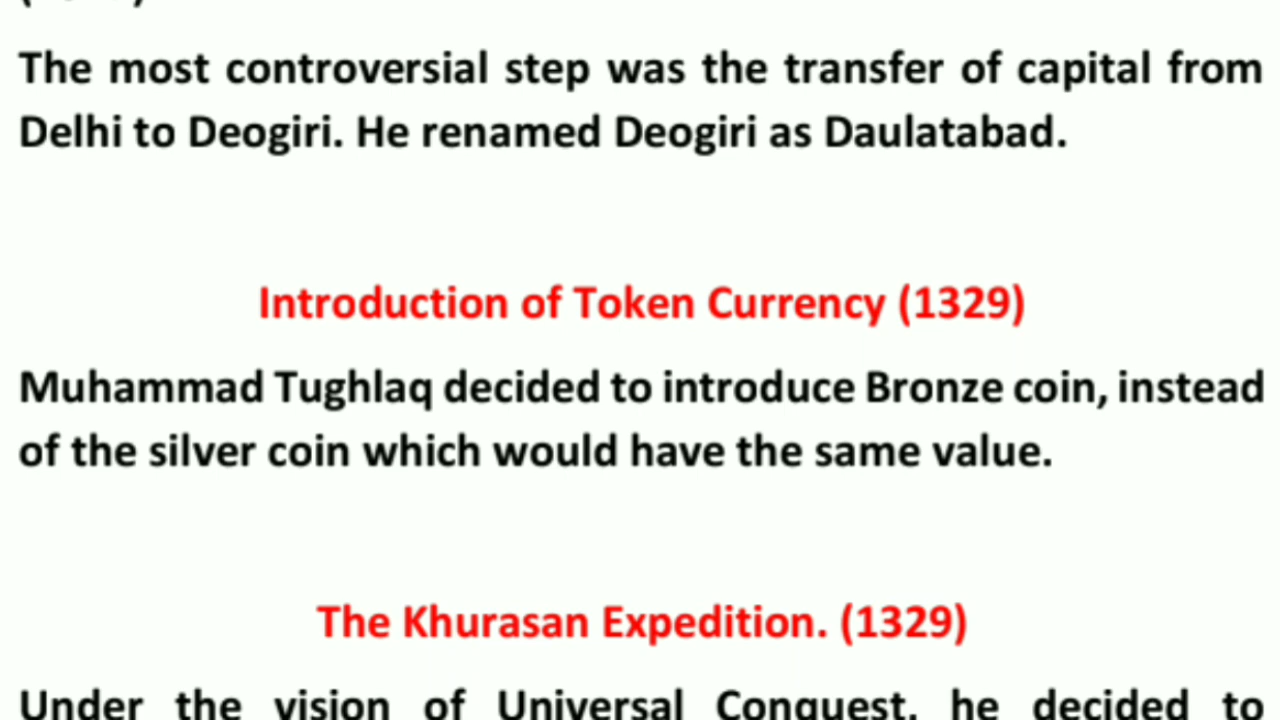 The most controversial step was the transfer of capital from
Delhi to Deogiri. He renamed Deogiri as Daulatabad.
Introduction of Token Currency (1329)
Muhammad Tughlaq decided to introduce Bronze coin, instead
of the silver coin which would have the same value.
The Khurasan Expedition. (1329)
Under the vision of Universal Conquest, he decided to